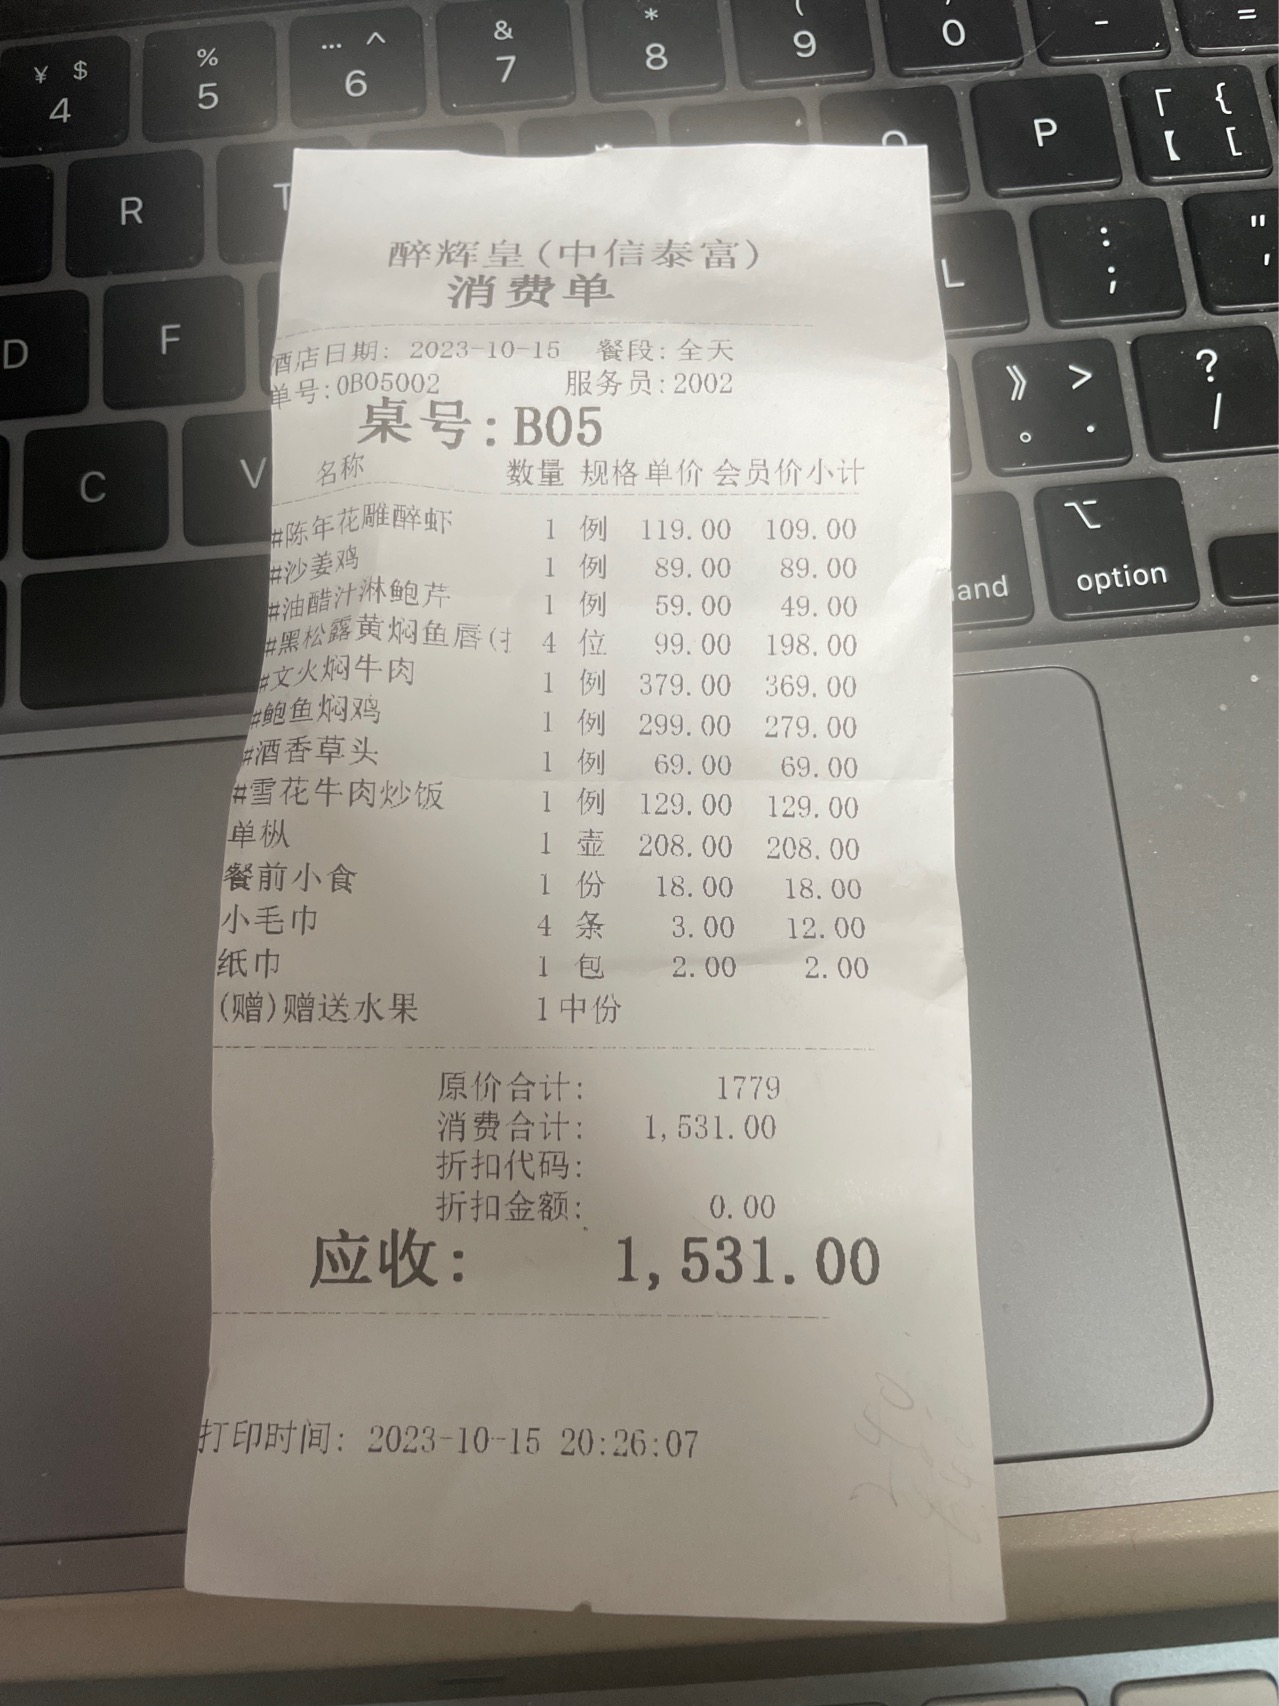 ¥ $
4
%
5
… ^
6
&
7
*
8
(
9
)
0
-
=
R
T
O
P
「 {
【 [
D
F
L
:
;
"
'
C
V
》 >
。 .
?
/
option
醉辉皇(中信泰富)
消费单
酒店日期: 2023-10-15 餐段:全天
单号:0B05002 服务员:2002
桌号:B05
名称 数量 规格 单价 会员价小计
#陈年花雕醉虾 1 例 119.00 109.00
#沙姜鸡 1 例 89.00 89.00
#油醋汁淋鲍芹 1 例 59.00 49.00
#黑松露黄焖鱼唇( 4 位 99.00 198.00
#文火焖牛肉 1 例 379.00 369.00
#鲍鱼焖鸡 1 例 299.00 279.00
#酒香草头 1 例 69.00 69.00
#雪花牛肉炒饭 1 例 129.00 129.00
单枞 1 壶 208.00 208.00
餐前小食 1 份 18.00 18.00
小毛巾 4 条 3.00 12.00
纸巾 1 包 2.00 2.00
(赠)赠送水果 1 中份
原价合计: 1779
消费合计: 1,531.00
折扣代码:
折扣金额: 0.00
应收: 1,531.00
打印时间: 2023-10-15 20:26:07